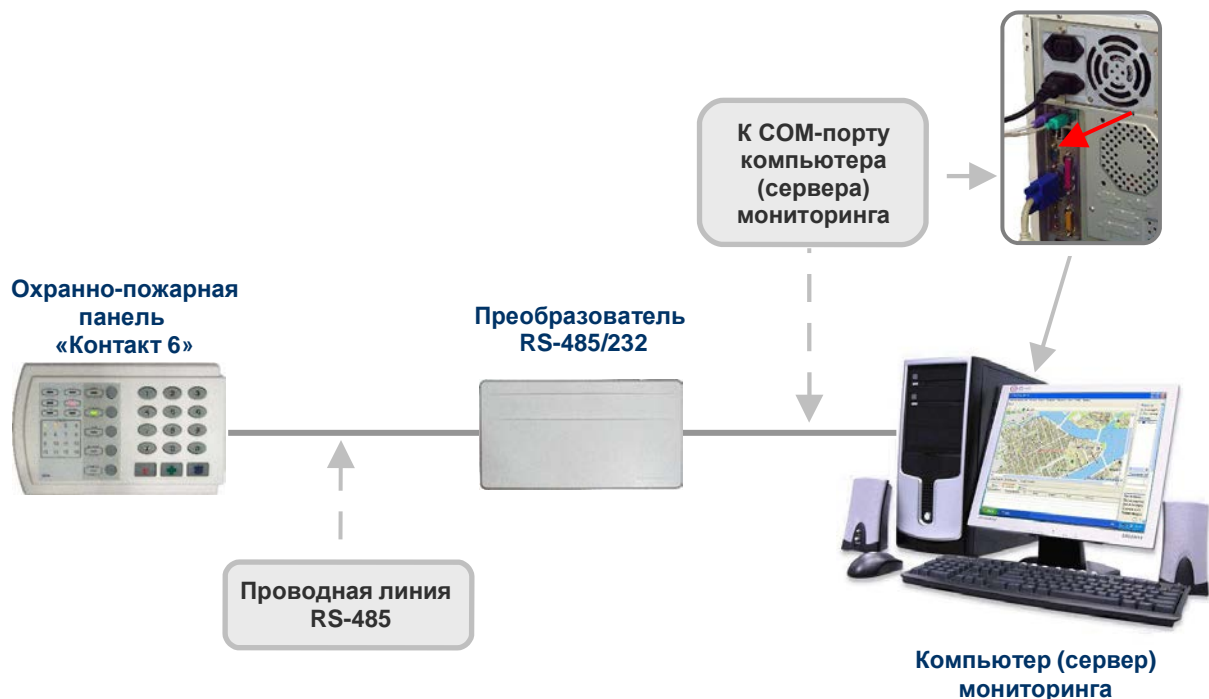 К COM-порту
компьютера
(сервера)
мониторинга
Охранно-пожарная
панель
«Контакт 6»
Преобразователь
RS-485/232
Проводная линия
RS-485
Компьютер (сервер)
мониторинга